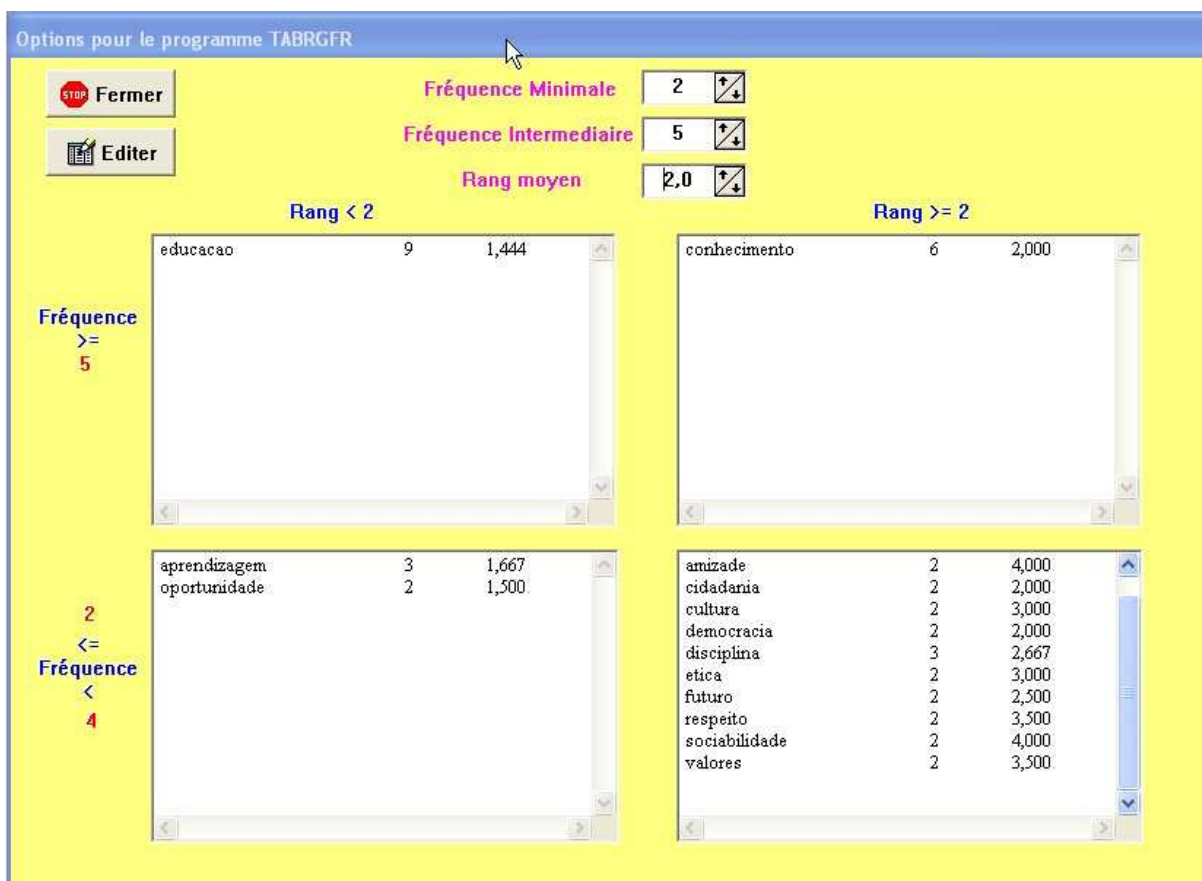 Options pour le programme TABRGFR
STOP Fermer
Fréquence Minimale 2
Fréquence Intermediaire 5
Editer
Rang moyen 2,0
Rang < 2
Rang >= 2
Fréquence
>=
5
educacao 9 1,444
conhecimento 6 2,000
2
<=
Fréquence
<
4
aprendizagem 3 1,667
oportunidade 2 1,500
amizade 2 4,000
cidadania 2 2,000
cultura 2 3,000
democracia 2 2,000
disciplina 3 2,667
etica 2 3,000
futuro 2 2,500
respeito 2 3,500
sociabilidade 2 4,000
valores 2 3,500